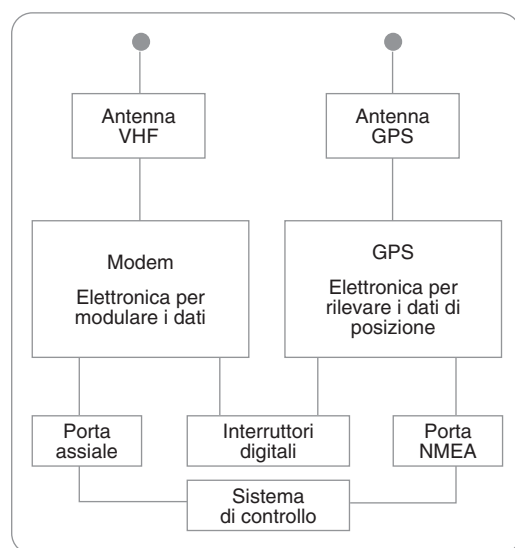 Antenna
VHF
Antenna
GPS
Modem
Elettronica per
modulare i dati
GPS
Elettronica per
rilevare i dati di
posizione
Porta
assiale
Interruttori
digitali
Porta
NMEA
Sistema
di controllo